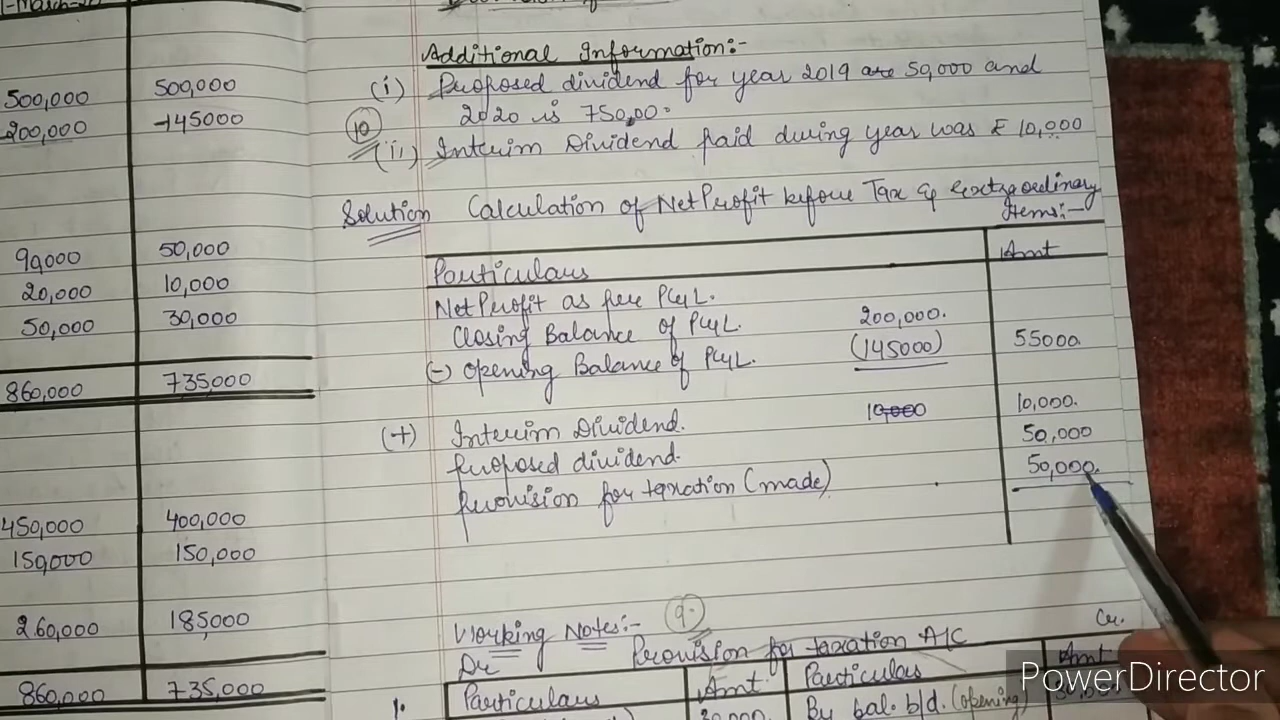 500,000 500,000
200,000 145000
90,000 50,000
20,000 10,000
50,000 30,000
860,000 735,000
450,000 400,000
150,000 150,000
260,000 185000
860,000 735,000
Additional Information:-
(i) Proposed dividend for year 2019 are 50,000 and
2020 is 750,00.
10
(ii) Interim Dividend paid during year was ₹ 10,000
Solution Calculation of Net Profit before Tax & extraordinary
Items:-
Particulars Amt
Net Profit as per P&L.
Closing Balance of P&L. 200,000.
(-) Opening Balance of P&L. (145000) 55000
(+) Interim Dividend. 10,000 10,000.
Proposed dividend. 50,000
Provision for taxation (made) 50,000.
Working Notes:- 9.
Dr Provision for taxation A/C Cr.
1. Particulars Amt Particulars Amt
30,000 By bal. b/d. (opening)
PowerDirector